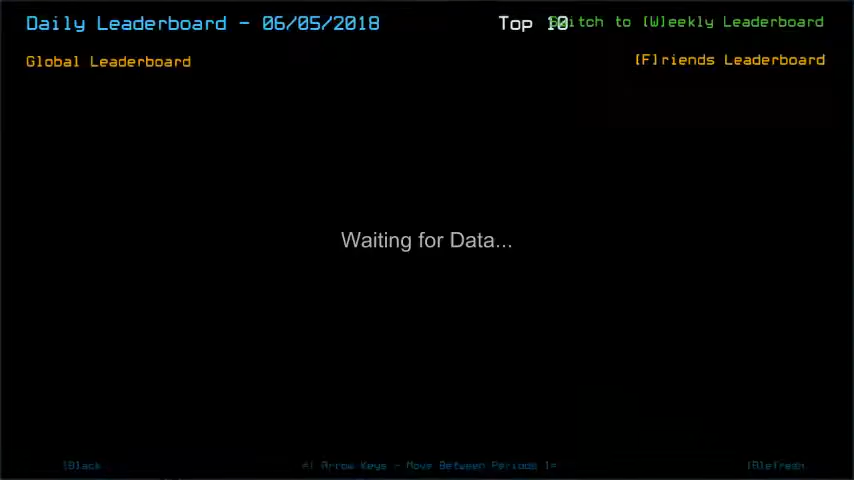 Daily Leaderboard - 06/05/2018 Top 10 Switch to [W]eekly Leaderboard
Global Leaderboard [F]riends Leaderboard
Waiting for Data...
[B]ack Arrow Keys - Move Between Periods [R]efresh